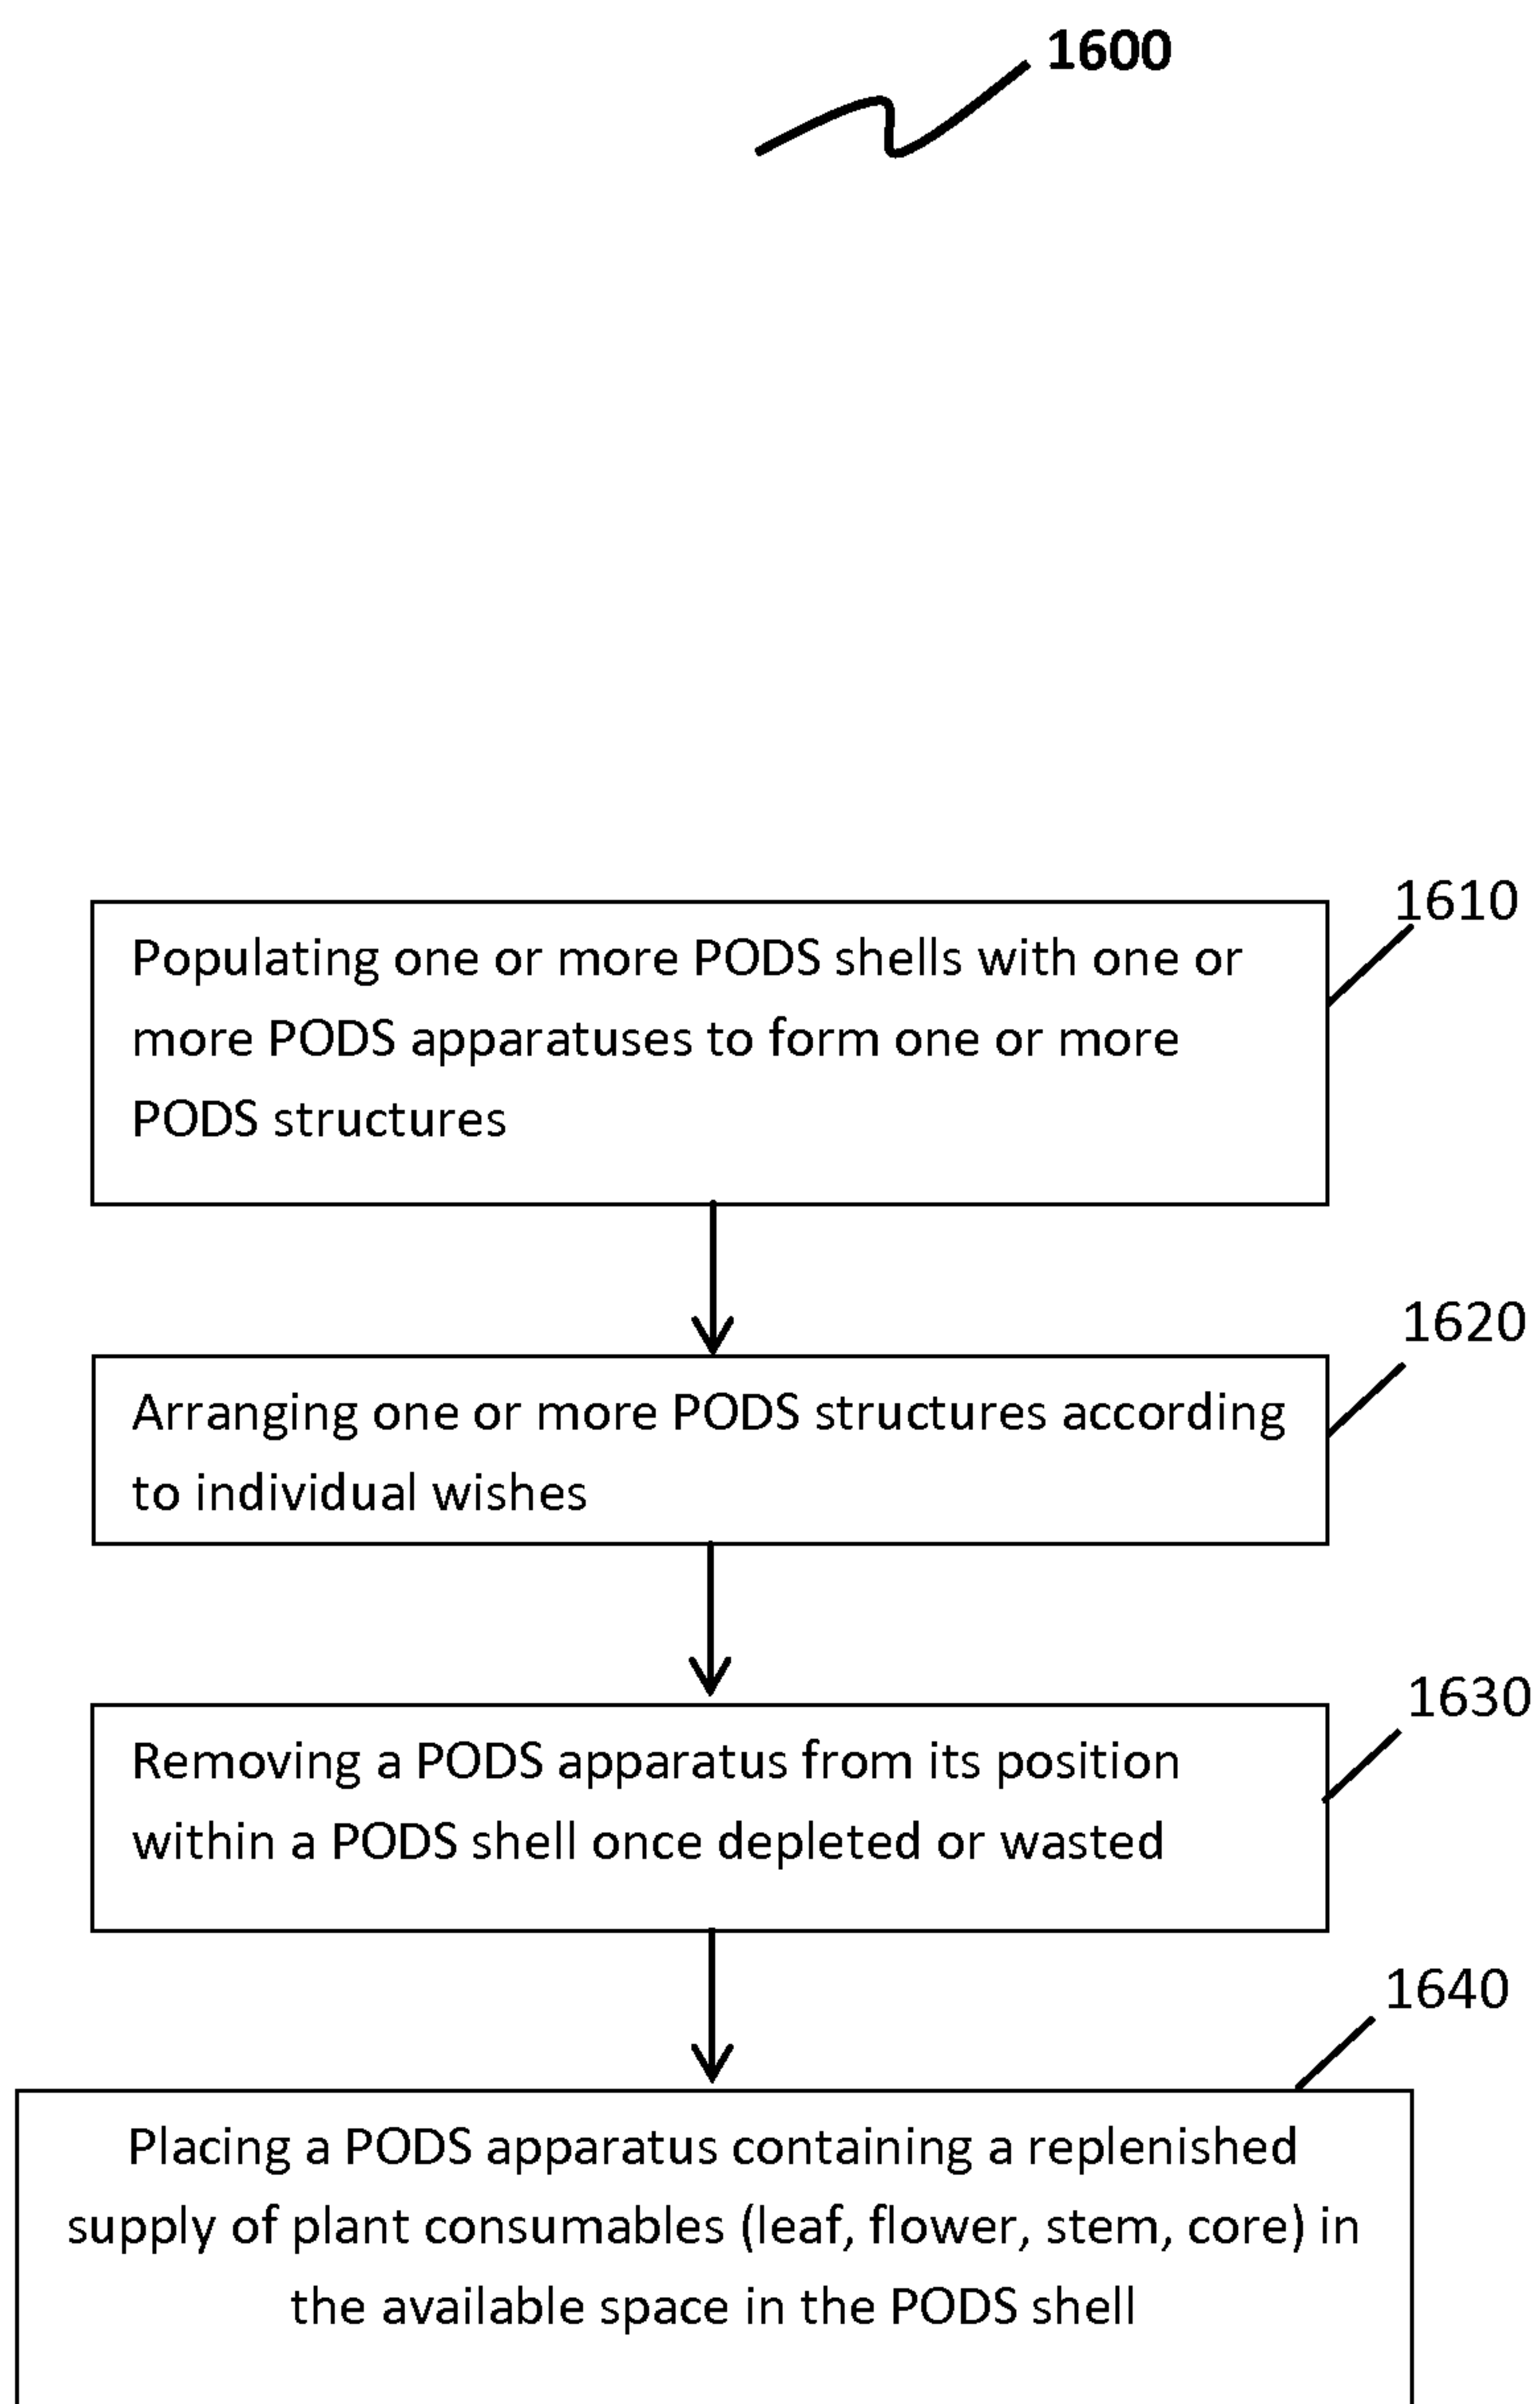 1600
1610
Populating one or more PODS shells with one or
more PODS apparatuses to form one or more
PODS structures
1620
Arranging one or more PODS structures according
to individual wishes
1630
Removing a PODS apparatus from its position
within a PODS shell once depleted or wasted
1640
Placing a PODS apparatus containing a replenished
supply of plant consumables (leaf, flower, stem, core) in
the available space in the PODS shell